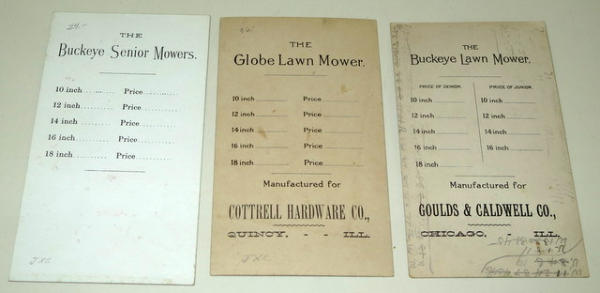 THE
Buckeye Senior Mowers.
10 inch ........ Price ...........
12 inch ........ Price ...........
14 inch ........ Price ...........
16 inch ........ Price ...........
18 inch ........ Price ...........
THE
Globe Lawn Mower.
10 inch ........ Price ...........
12 inch ........ Price ...........
14 inch ........ Price ...........
16 inch ........ Price ...........
18 inch ........ Price ...........
Manufactured for
COTTRELL HARDWARE CO.,
QUINCY, - - ILL.
THE
Buckeye Lawn Mower.
PRICE OF SENIOR. PRICE OF JUNIOR.
10 inch ........ 10 inch ........
12 inch ........ 12 inch ........
14 inch ........ 14 inch ........
16 inch ........ 16 inch ........
18 inch ........
Manufactured for
GOULDS & CALDWELL CO.,
CHICAGO, - ILL.